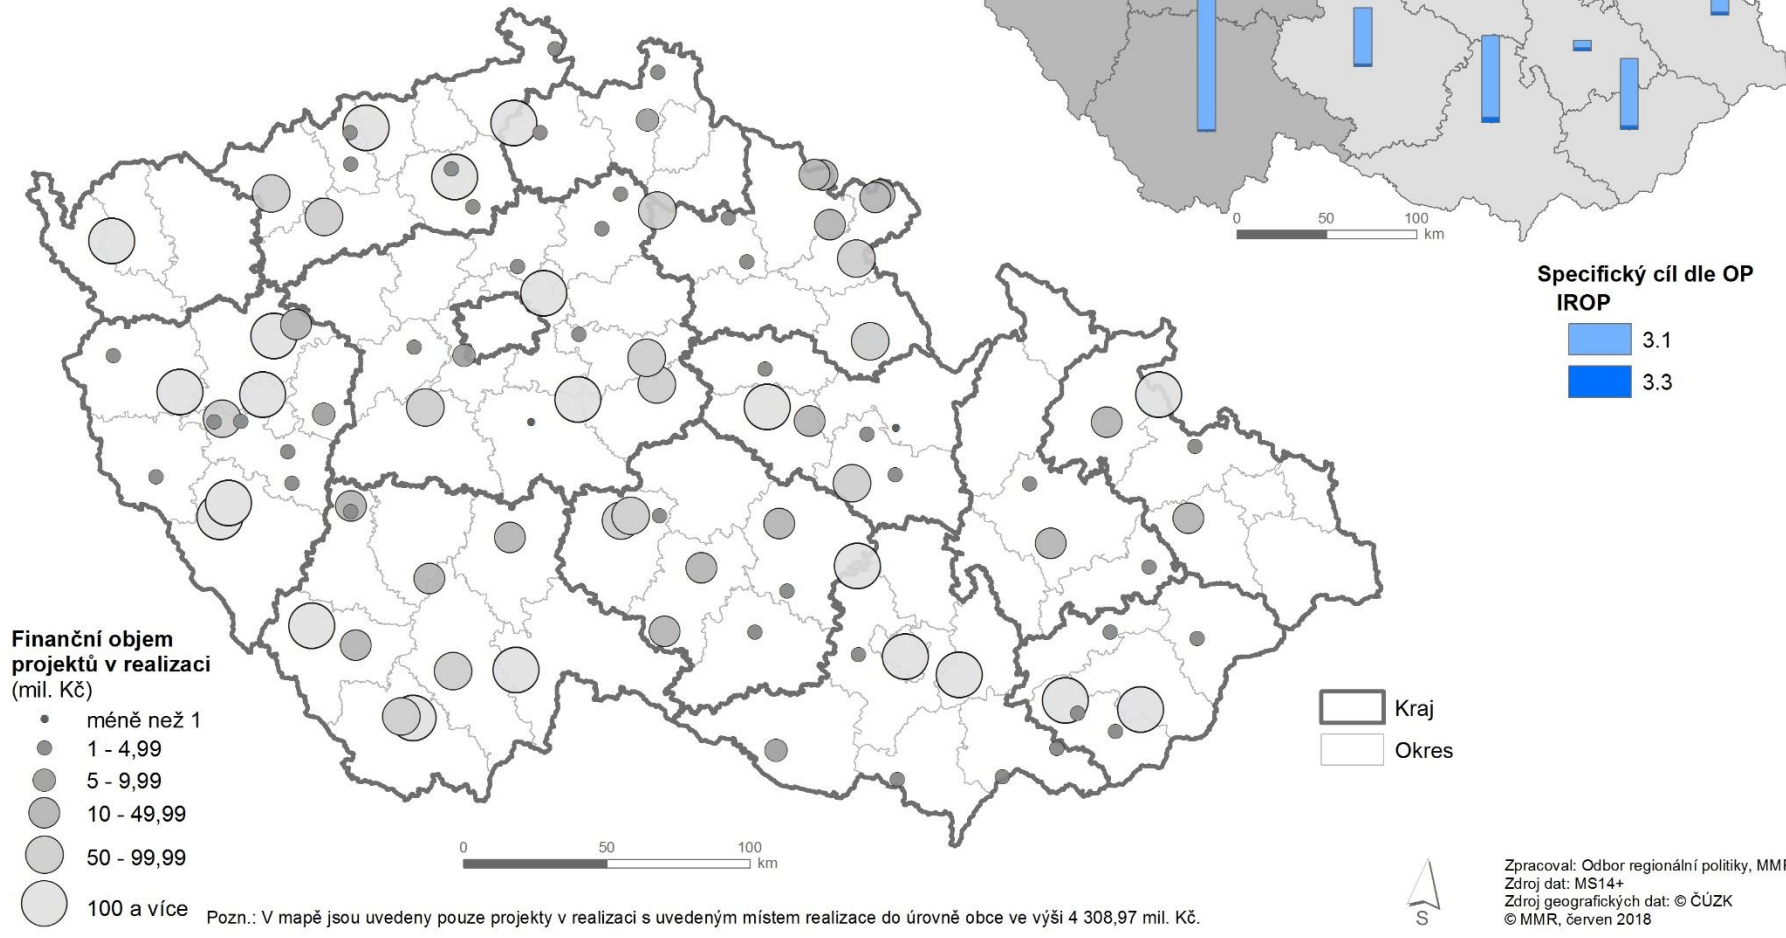 0 50 100
km
Specifický cíl dle OP
IROP
3.1
3.3
Finanční objem
projektů v realizaci
(mil. Kč)
méně než 1
1 - 4,99
5 - 9,99
10 - 49,99
50 - 99,99
100 a více
Kraj
Okres
0 50 100
km
S
Pozn.: V mapě jsou uvedeny pouze projekty v realizaci s uvedeným místem realizace do úrovně obce ve výši 4 308,97 mil. Kč.
Zpracoval: Odbor regionální politiky, MMR
Zdroj dat: MS14+
Zdroj geografických dat: © ČÚZK
© MMR, červen 2018